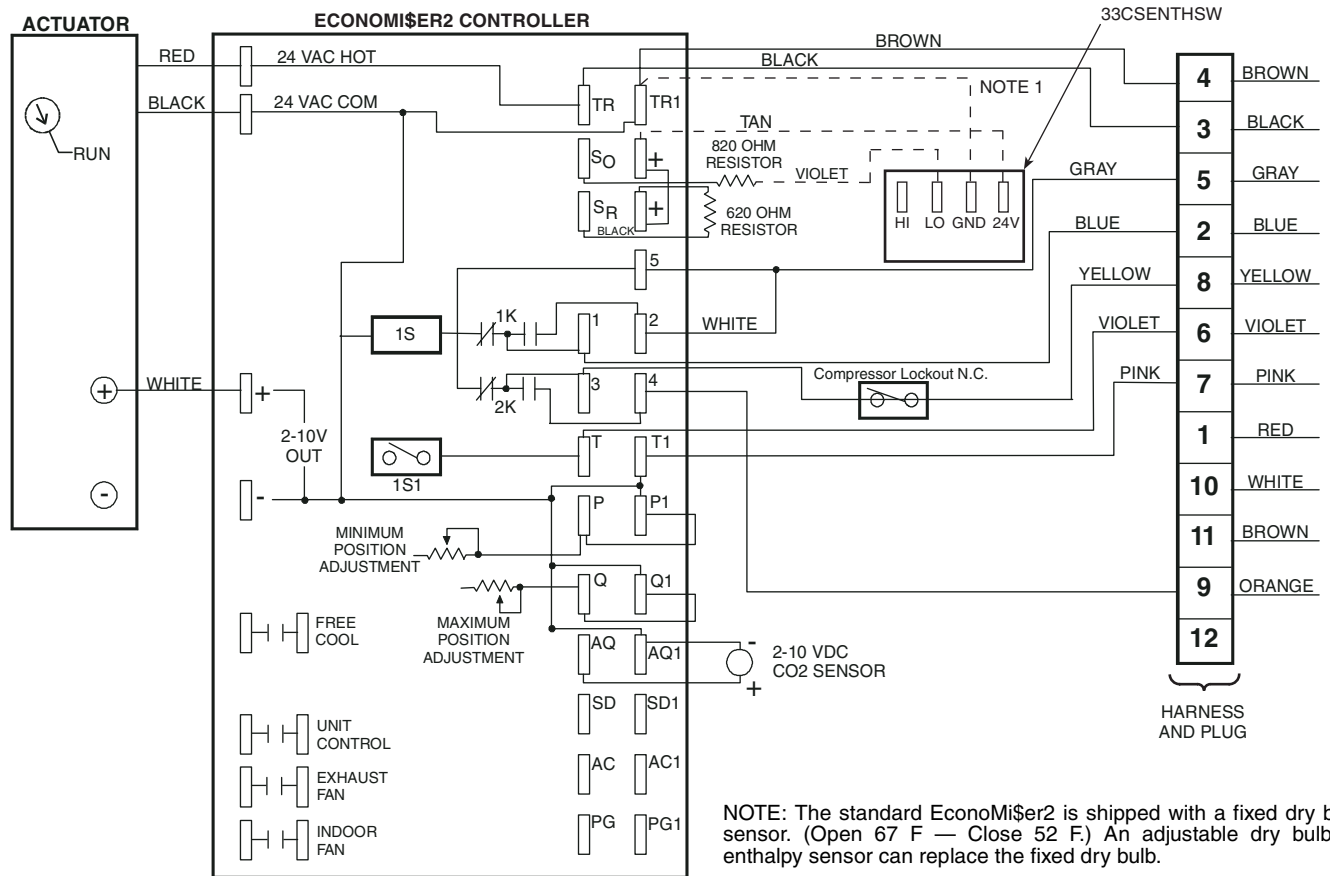 ACTUATOR
ECONOMI$ER2 CONTROLLER
33CSENTHSW
RED
24 VAC HOT
BLACK
24 VAC COM
RUN
TR
TR1
BROWN
BLACK
NOTE 1
TAN
SO
+
820 OHM
RESISTOR
VIOLET
SR
BLACK
+
620 OHM
RESISTOR
HI
LO
GND
24V
GRAY
BLUE
YELLOW
VIOLET
PINK
5
1S
1K
1
2
WHITE
2K
3
4
Compressor Lockout N.C.
+
WHITE
+
2-10V
OUT
-
-
1S1
T
T1
P
P1
MINIMUM
POSITION
ADJUSTMENT
Q
Q1
MAXIMUM
POSITION
ADJUSTMENT
AQ
AQ1
-
+
2-10 VDC
CO2 SENSOR
FREE
COOL
SD
SD1
UNIT
CONTROL
AC
AC1
EXHAUST
FAN
PG
PG1
INDOOR
FAN
4 BROWN
3 BLACK
5 GRAY
2 BLUE
8 YELLOW
6 VIOLET
7 PINK
1 RED
10 WHITE
11 BROWN
9 ORANGE
12
HARNESS
AND PLUG
NOTE: The standard EconoMi$er2 is shipped with a fixed dry b
sensor. (Open 67 F — Close 52 F.) An adjustable dry bulb
enthalpy sensor can replace the fixed dry bulb.